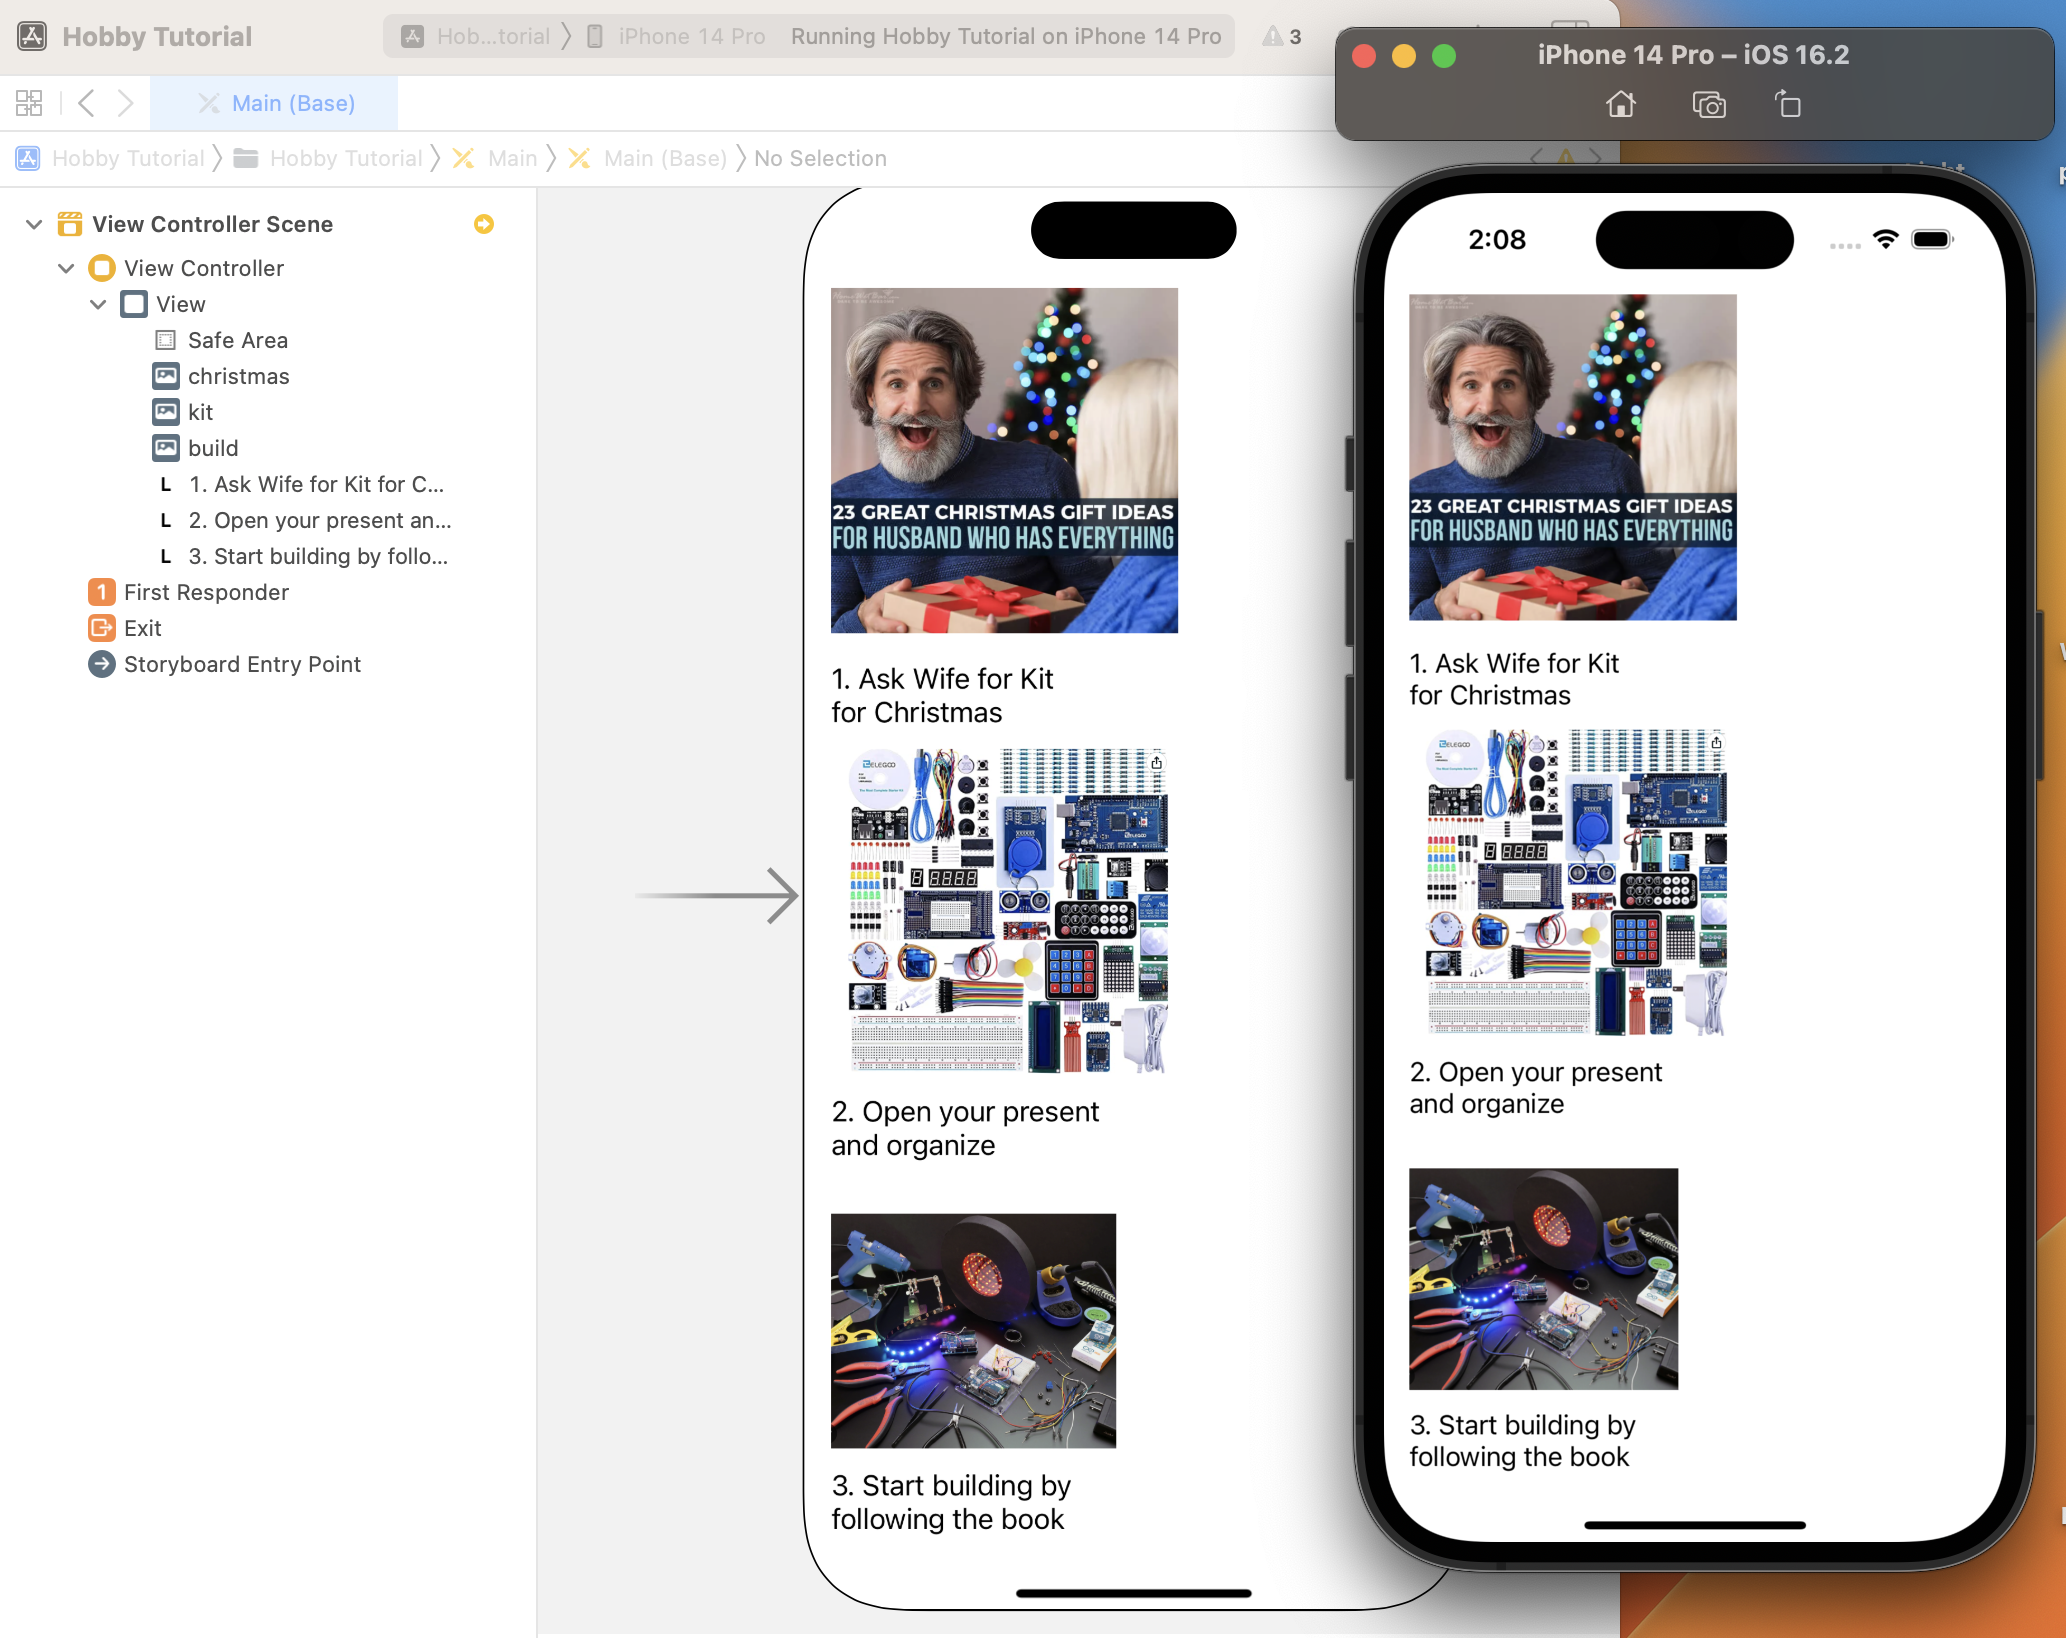 Hobby Tutorial
Hob...torial
iPhone 14 Pro
Running Hobby Tutorial on iPhone 14 Pro
3
Main (Base)
Hobby Tutorial
Hobby Tutorial
Main
Main (Base)
No Selection
View Controller Scene
View Controller
View
Safe Area
christmas
kit
build
L 1. Ask Wife for Kit for C...
L 2. Open your present an...
L 3. Start building by follo...
1 First Responder
Exit
Storyboard Entry Point
23 GREAT CHRISTMAS GIFT IDEAS
FOR HUSBAND WHO HAS EVERYTHING
1. Ask Wife for Kit
for Christmas
ELEGOO
2. Open your present
and organize
3. Start building by
following the book
iPhone 14 Pro – iOS 16.2
2:08
23 GREAT CHRISTMAS GIFT IDEAS
FOR HUSBAND WHO HAS EVERYTHING
1. Ask Wife for Kit
for Christmas
ELEGOO
2. Open your present
and organize
3. Start building by
following the book